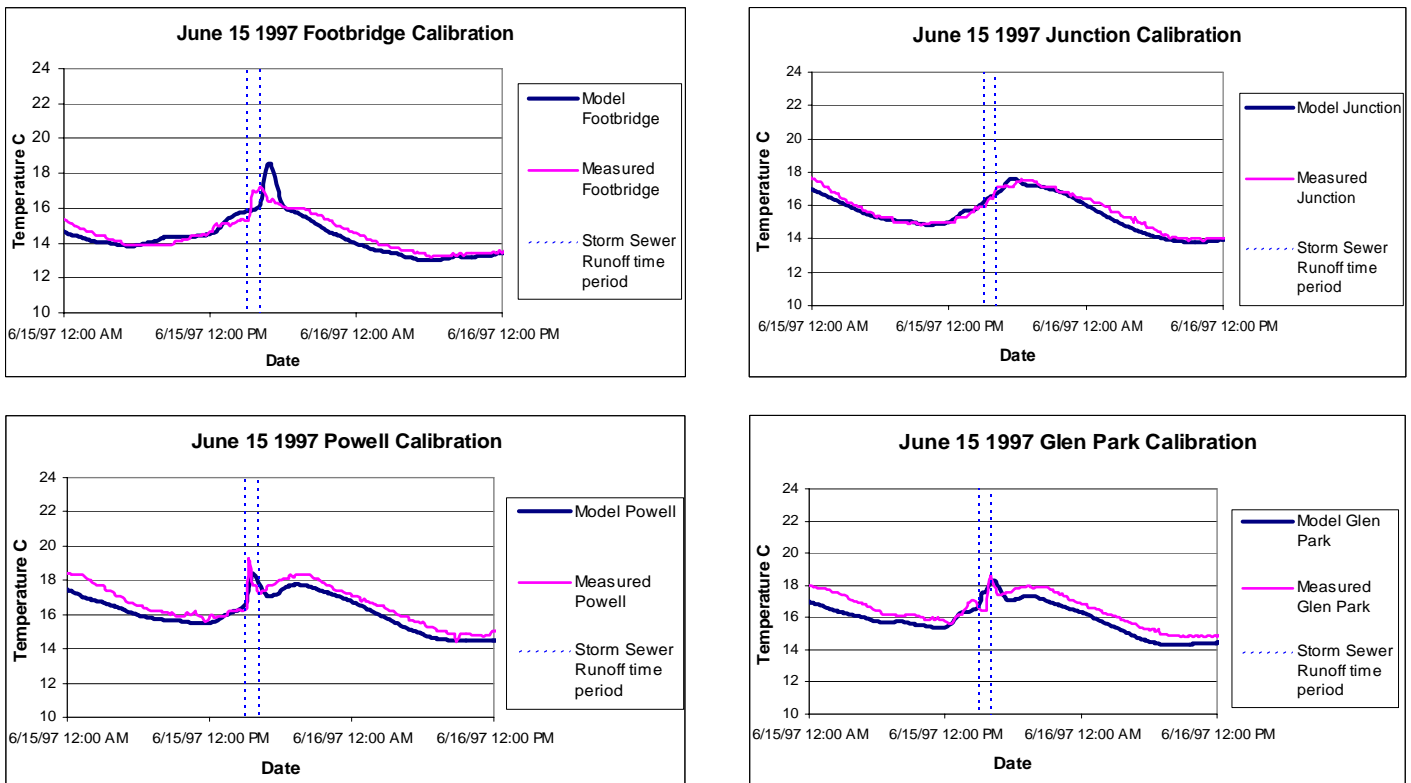 June 15 1997 Footbridge Calibration
24
22
20
18
16
14
12
10
Temperature C
6/15/97 12:00 AM
6/15/97 12:00 PM
6/16/97 12:00 AM
6/16/97 12:00 PM
Date
Model
Footbridge
Measured
Footbridge
Storm Sewer
Runoff time
period
June 15 1997 Junction Calibration
24
22
20
18
16
14
12
10
Temperature C
6/15/97 12:00 AM
6/15/97 12:00 PM
6/16/97 12:00 AM
6/16/97 12:00 PM
Date
Model Junction
Measured
Junction
Storm Sewer
Runoff time
period
June 15 1997 Powell Calibration
24
22
20
18
16
14
12
10
Temperature C
6/15/97 12:00 AM
6/15/97 12:00 PM
6/16/97 12:00 AM
6/16/97 12:00 PM
Date
Model Powell
Measured
Powell
Storm Sewer
Runoff time
period
June 15 1997 Glen Park Calibration
24
22
20
18
16
14
12
10
Temperature C
6/15/97 12:00 AM
6/15/97 12:00 PM
6/16/97 12:00 AM
6/16/97 12:00 PM
Date
Model Glen
Park
Measured
Glen Park
Storm Sewer
Runoff time
period